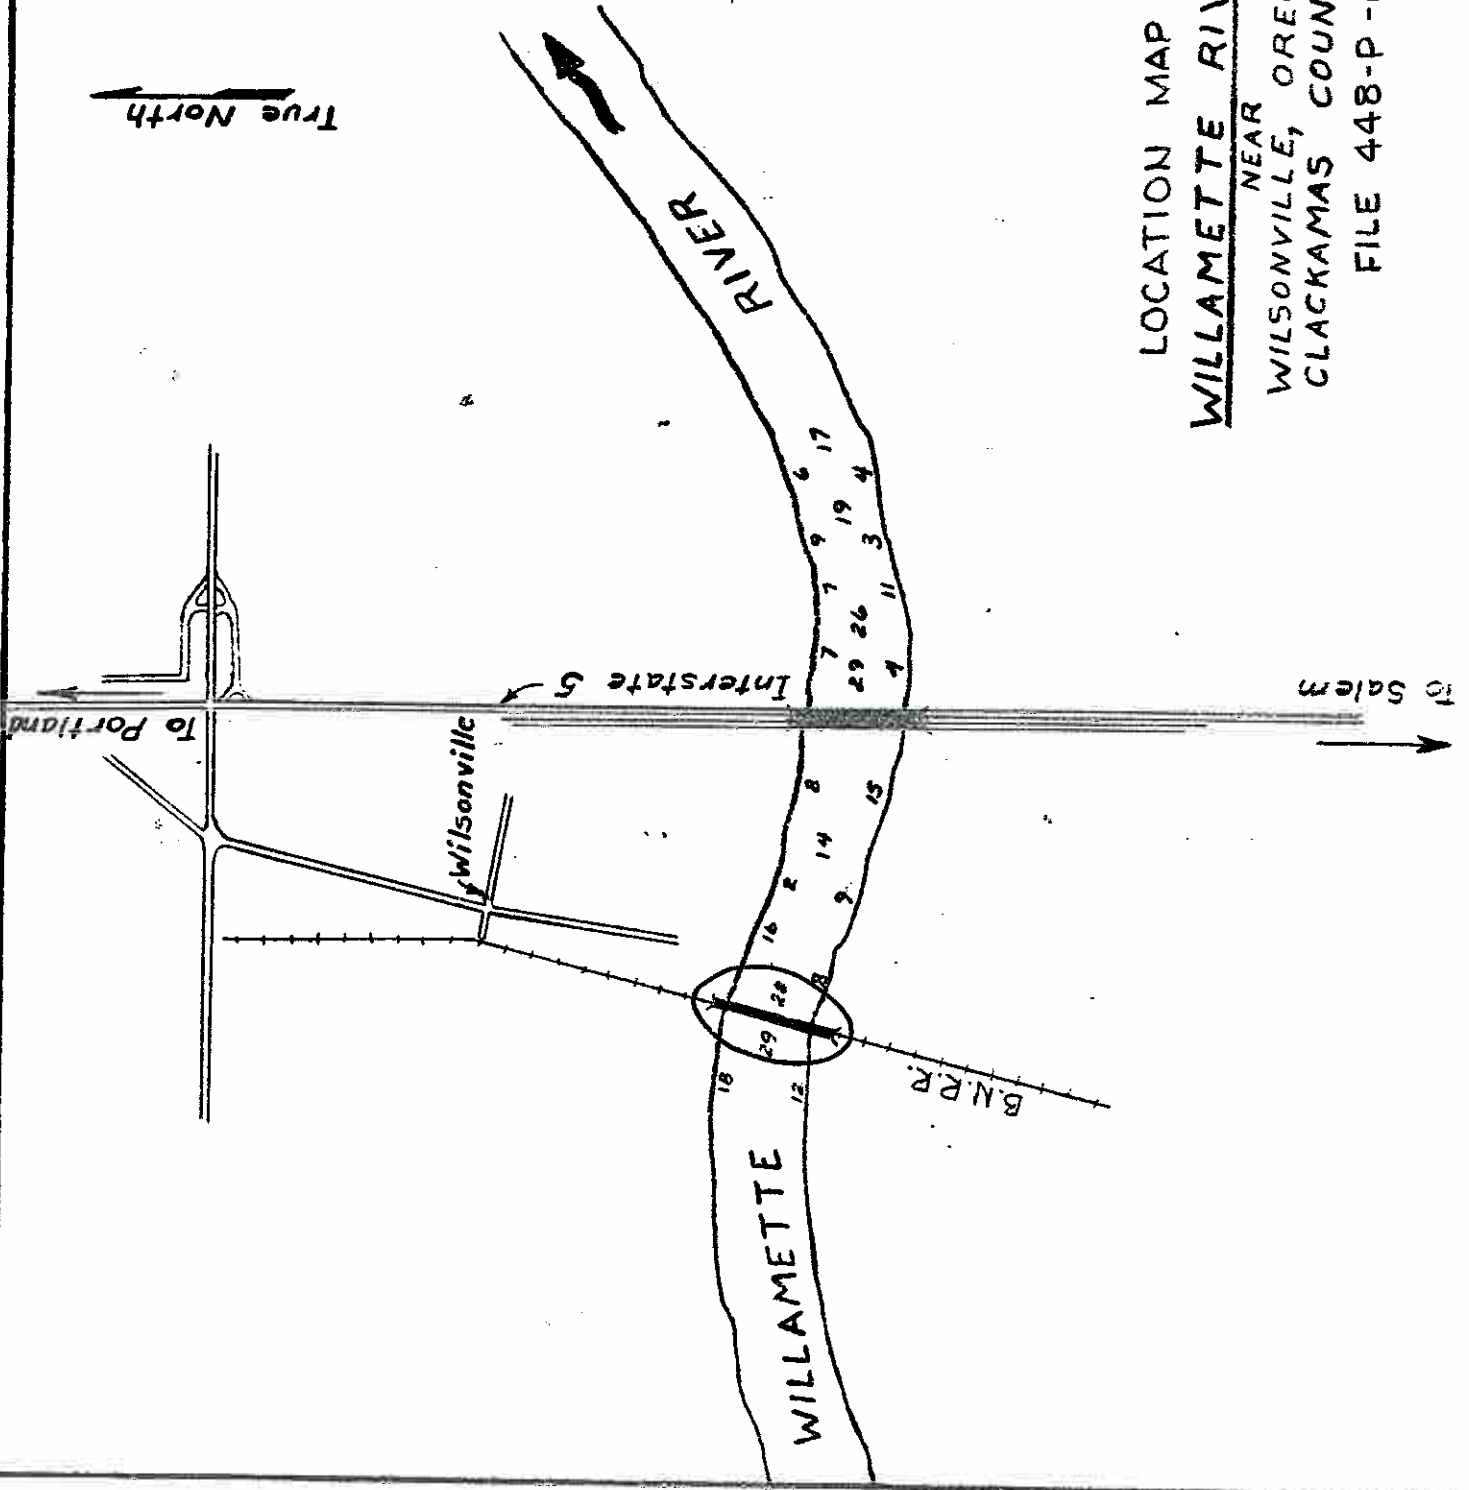 True North
To Portland
Wilsonville
Interstate 5
To Salem
B.N.R.R.
WILLAMETTE RIVER
18
29
28
12
16
2
14
9
8
15
7
29
4
7
26
11
9
19
3
6
17
4
LOCATION MAP
WILLAMETTE RIV
NEAR
WILSONVILLE, ORE
CLACKAMAS COUN
FILE 448-P-